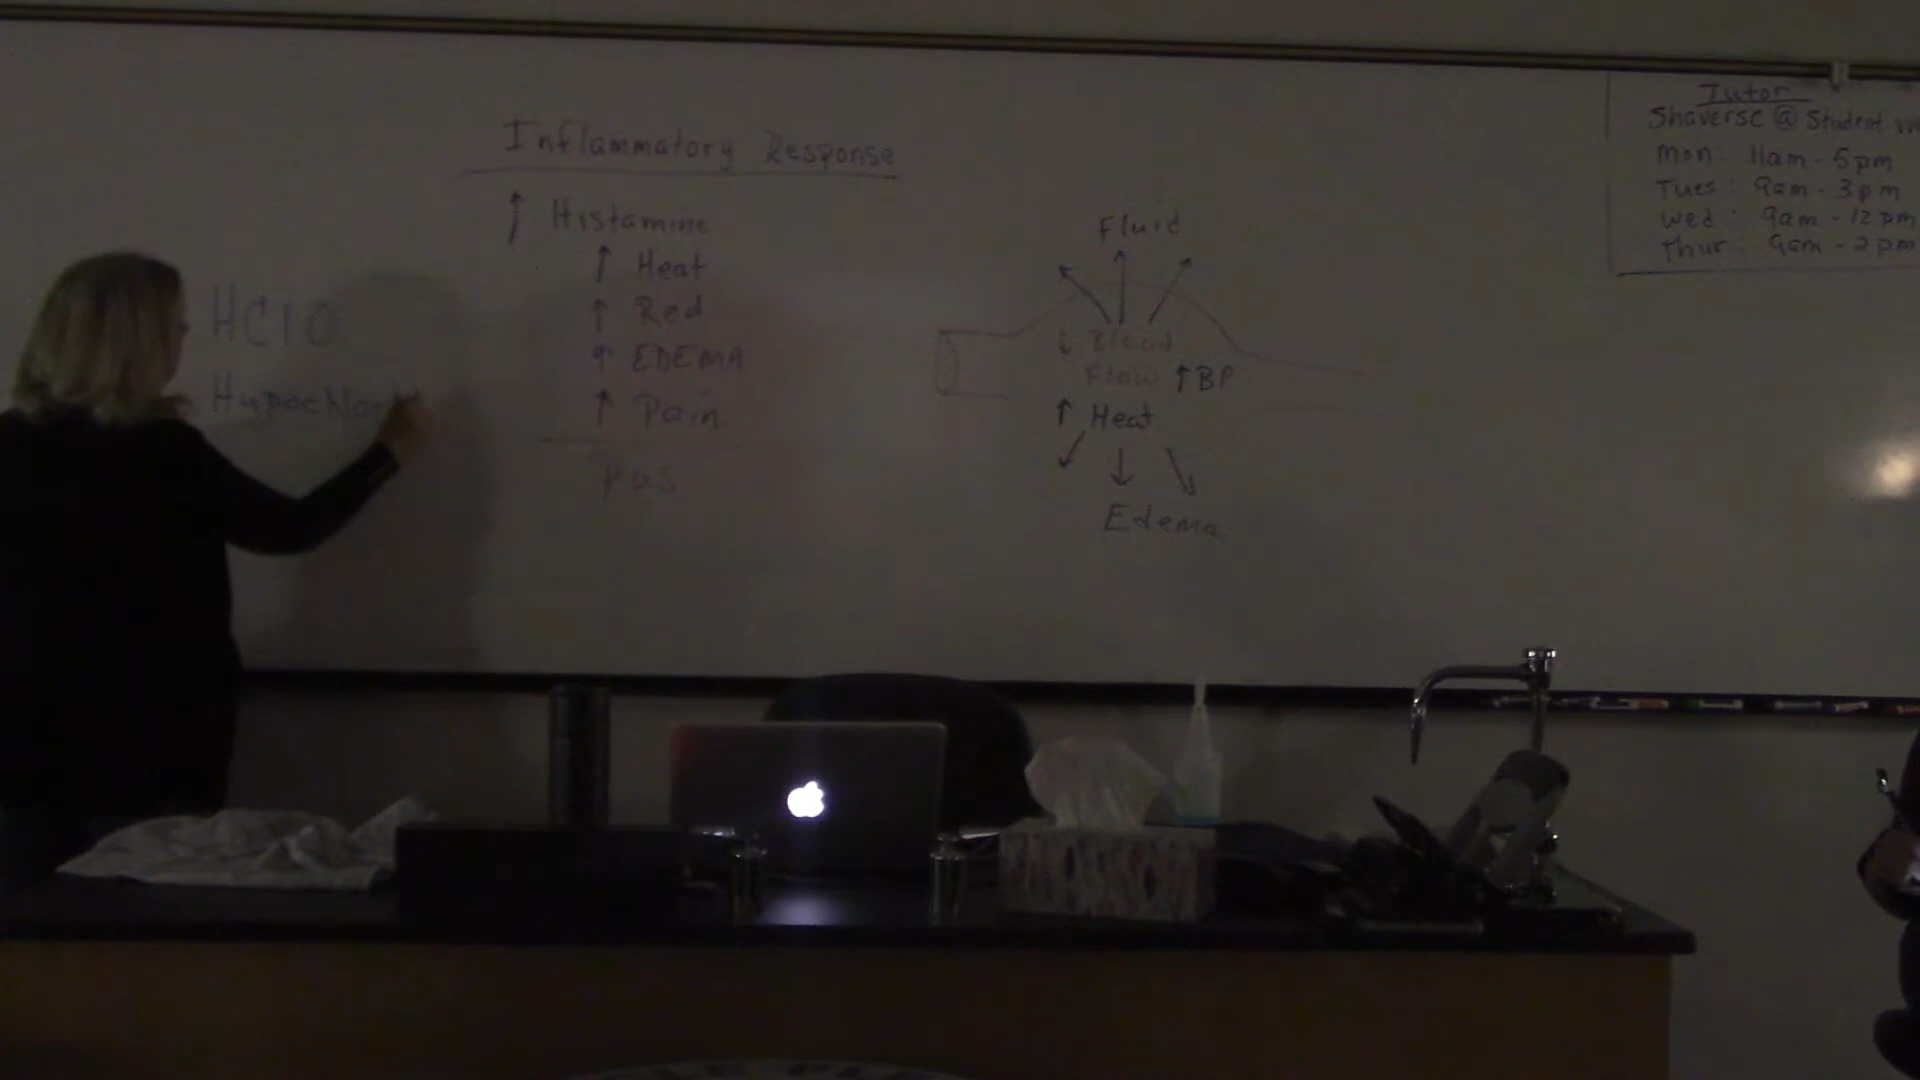 Inflammatory Response
↑ Histamine
↑ Heat
↑ Red
↑ EDEMA
↑ Pain
Pus
HClO
Fluid
↓ Blood
Flow ↑ BP
↑ Heat
Edema
Tutor
Shaversc @ Student
Mon: 11am - 5pm
Tues: 9am - 3pm
Wed: 9am - 12pm
Thur 9am - 2pm